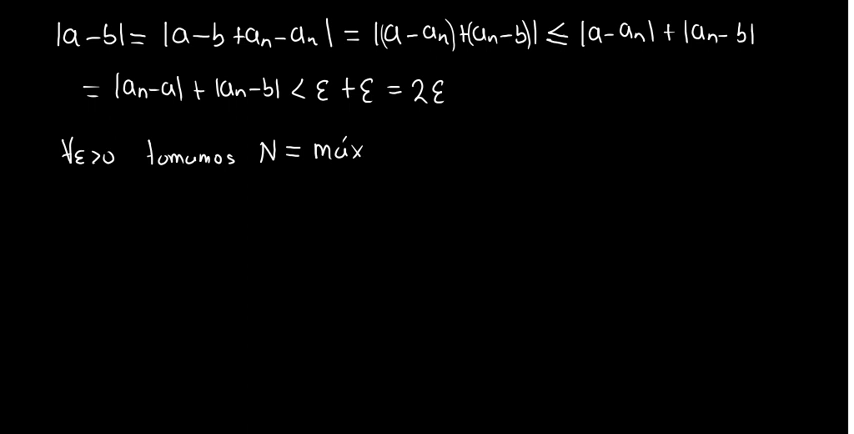 |a-b| = |a-b+aₙ-aₙ| = |(a-aₙ)+(aₙ-b)| ≤ |a-aₙ| + |aₙ-b|
= |aₙ-a| + |aₙ-b| < ε + ε = 2ε
∀ε>0 tomamos N = máx